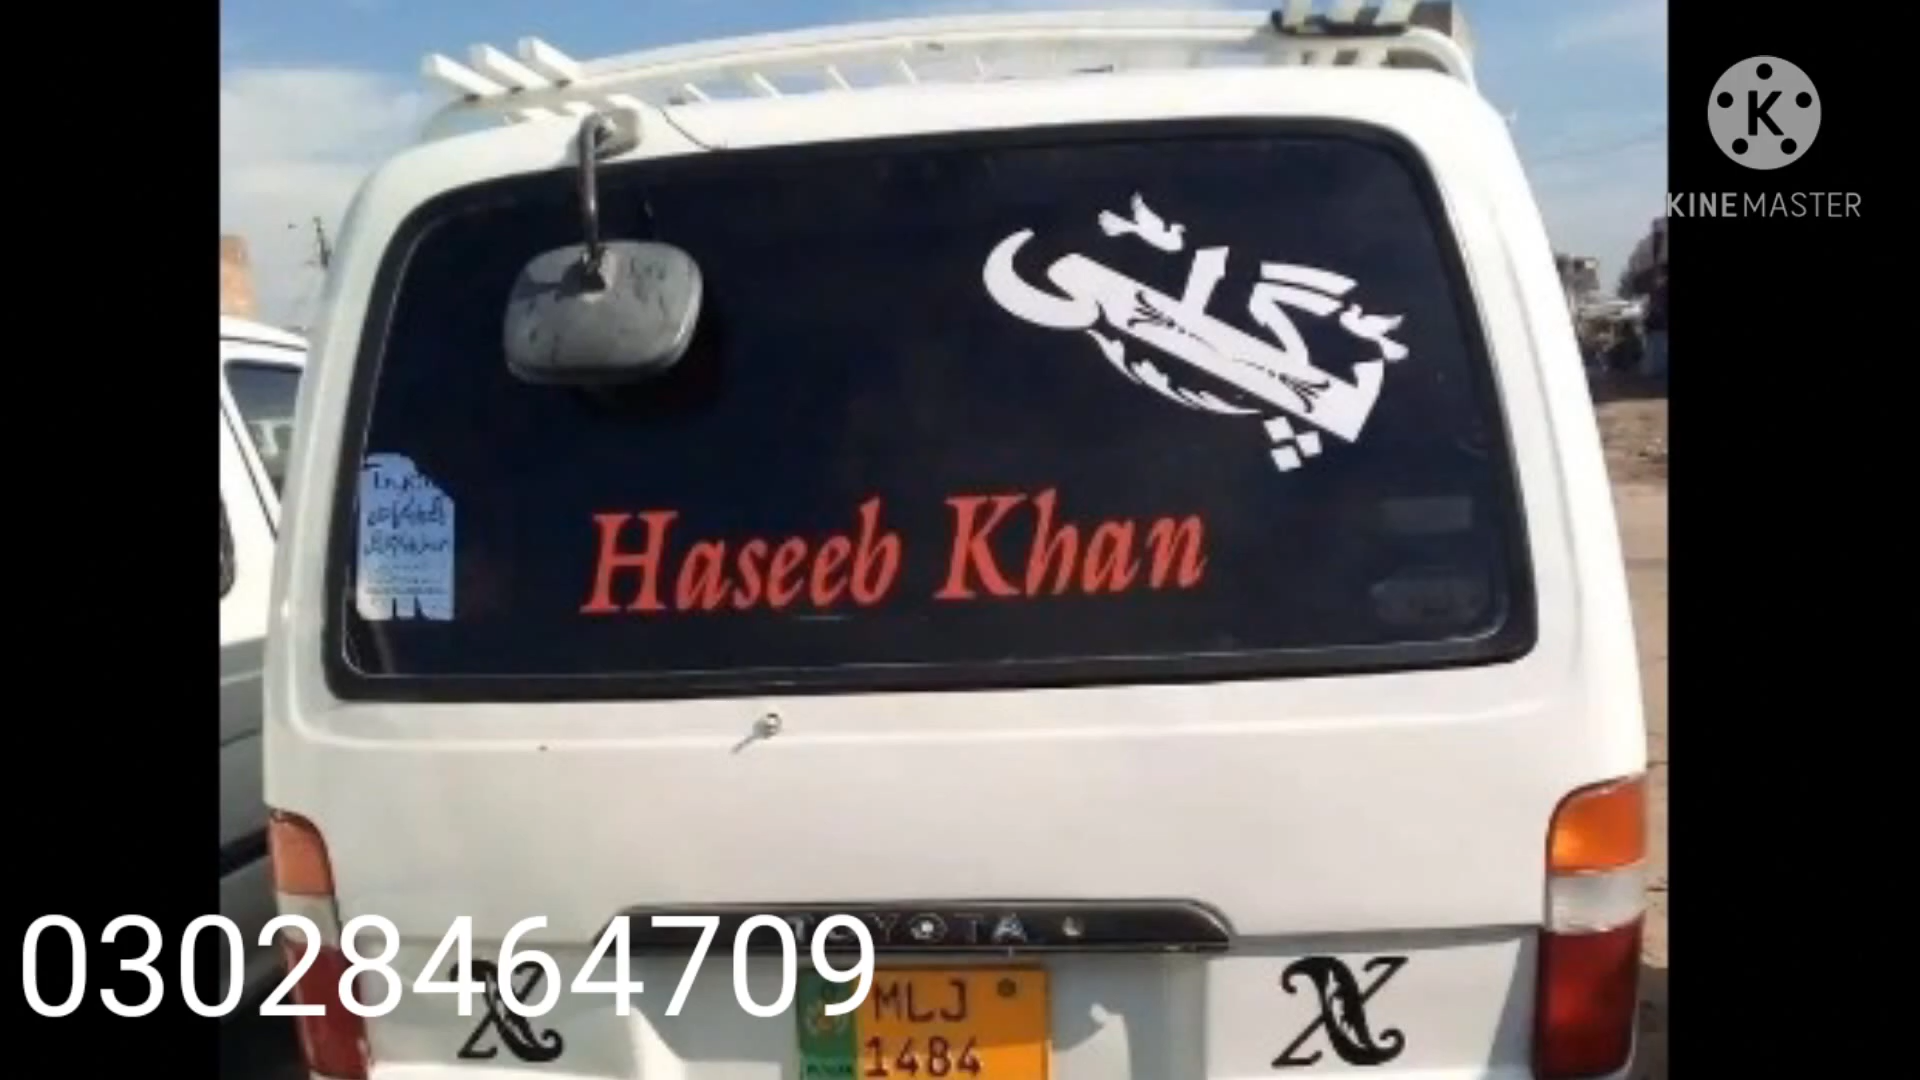 KINEMASTER
پگلی
Haseeb Khan
TOYOTA
03028464709
X
X
MLJ
1484